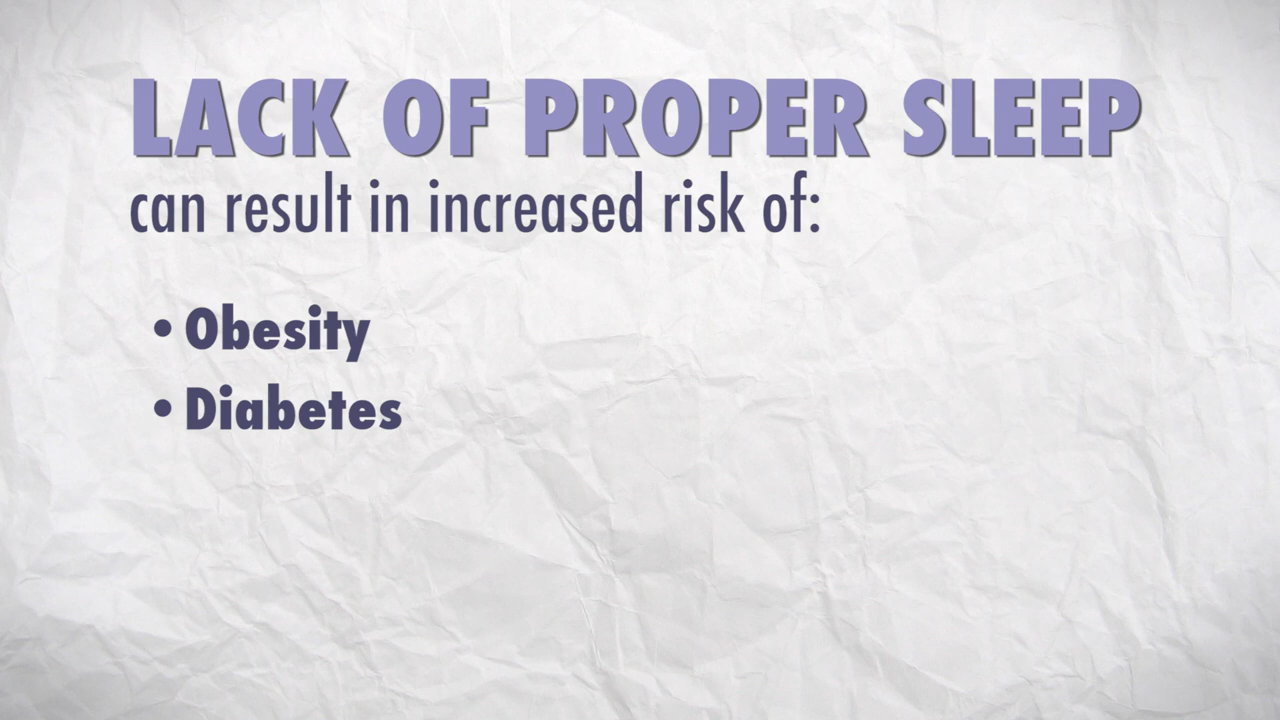 LACK OF PROPER SLEEP
can result in increased risk of:
• Obesity
• Diabetes